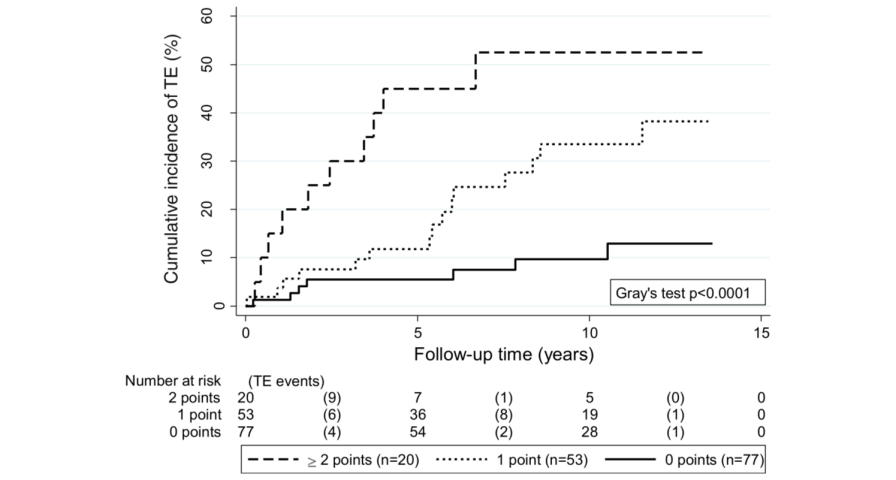 Cumulative incidence of TE (%)
60
50
40
30
20
10
0
Gray's test p<0.0001
0 5 10 15
Follow-up time (years)
Number at risk (TE events)
2 points 20 (9) 7 (1) 5 (0) 0
1 point 53 (6) 36 (8) 19 (1) 0
0 points 77 (4) 54 (2) 28 (1) 0
≥ 2 points (n=20) 1 point (n=53) 0 points (n=77)